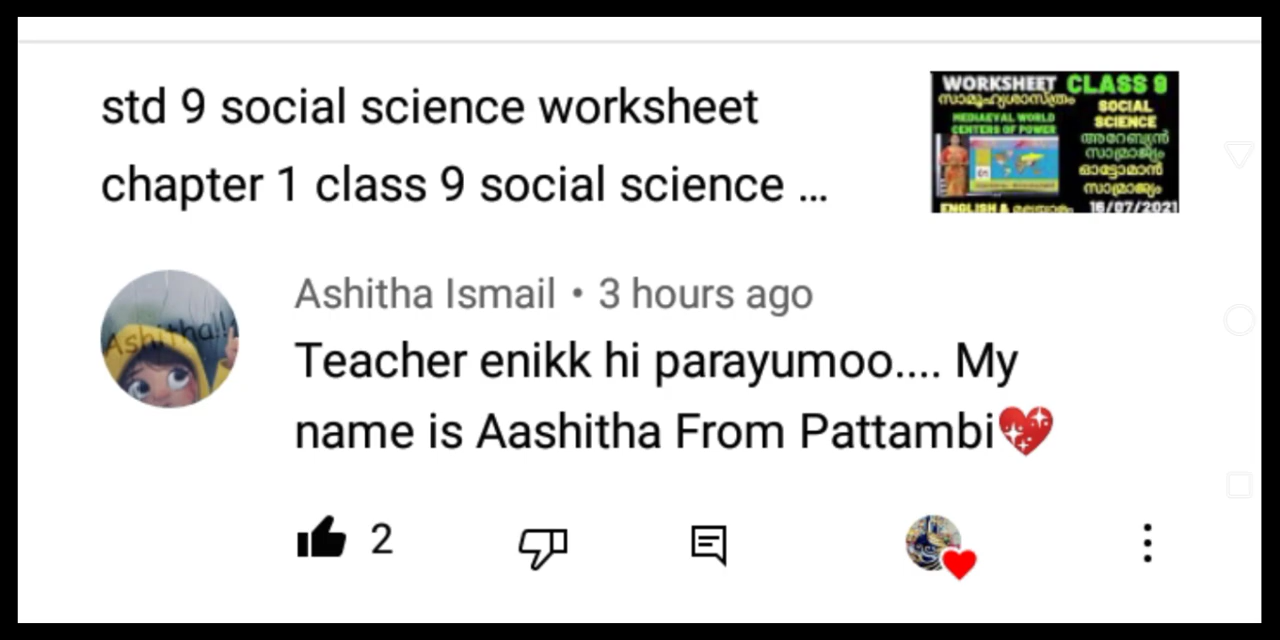 std 9 social science worksheet
chapter 1 class 9 social science ...
WORKSHEET CLASS 9
സാമൂഹ്യശാസ്ത്രം
SOCIAL
SCIENCE
MEDIAEVAL WORLD
CENTERS OF POWER
അറേബ്യൻ
സാമ്രാജ്യം
ഓട്ടോമാൻ
സാമ്രാജ്യം
ENGLISH & മലയാളം
16/07/2021
Ashitha!!
Ashitha Ismail • 3 hours ago
Teacher enikk hi parayumoo.... My
name is Aashitha From Pattambi💖
2